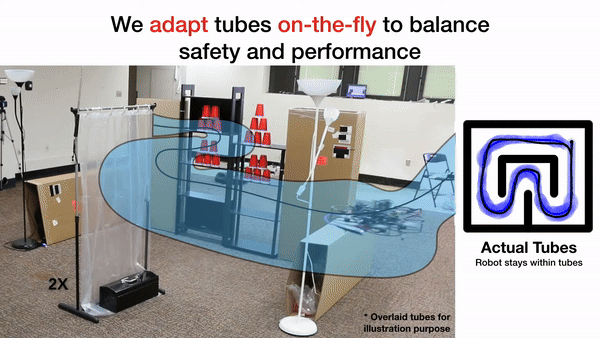 We adapt tubes on-the-fly to balance
safety and performance
2X
* Overlaid tubes for
illustration purpose
Actual Tubes
Robot stays within tubes